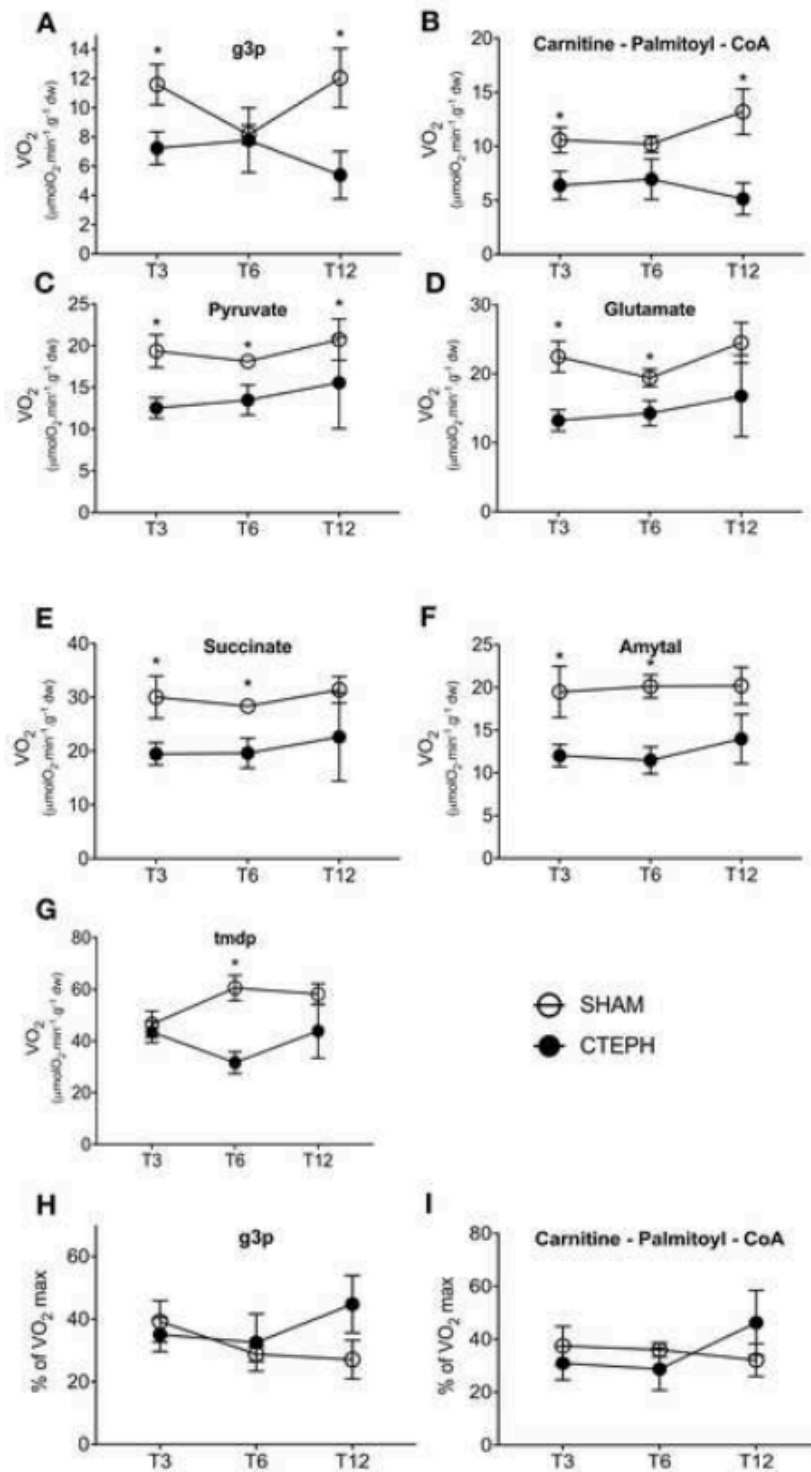 A
g3p
VO2
(µmolO2.min-1.g-1 dw)
14
12
10
8
6
4
2
0
*
*
T3 T6 T12
B
Carnitine - Palmitoyl - CoA
VO2
(µmolO2.min-1.g-1 dw)
20
15
10
5
0
*
*
T3 T6 T12
C
Pyruvate
VO2
(µmolO2.min-1.g-1 dw)
25
20
15
10
5
0
*
*
*
T3 T6 T12
D
Glutamate
VO2
(µmolO2.min-1.g-1 dw)
30
20
10
0
*
*
T3 T6 T12
E
Succinate
VO2
(µmolO2.min-1.g-1 dw)
40
30
20
10
0
*
*
T3 T6 T12
F
Amytal
VO2
(µmolO2.min-1.g-1 dw)
25
20
15
10
5
0
*
*
T3 T6 T12
G
tmdp
VO2
(µmolO2.min-1.g-1 dw)
80
60
40
20
0
*
T3 T6 T12
SHAM
CTEPH
H
g3p
% of VO2 max
60
40
20
0
T3 T6 T12
I
Carnitine - Palmitoyl - CoA
% of VO2 max
80
60
40
20
0
T3 T6 T12